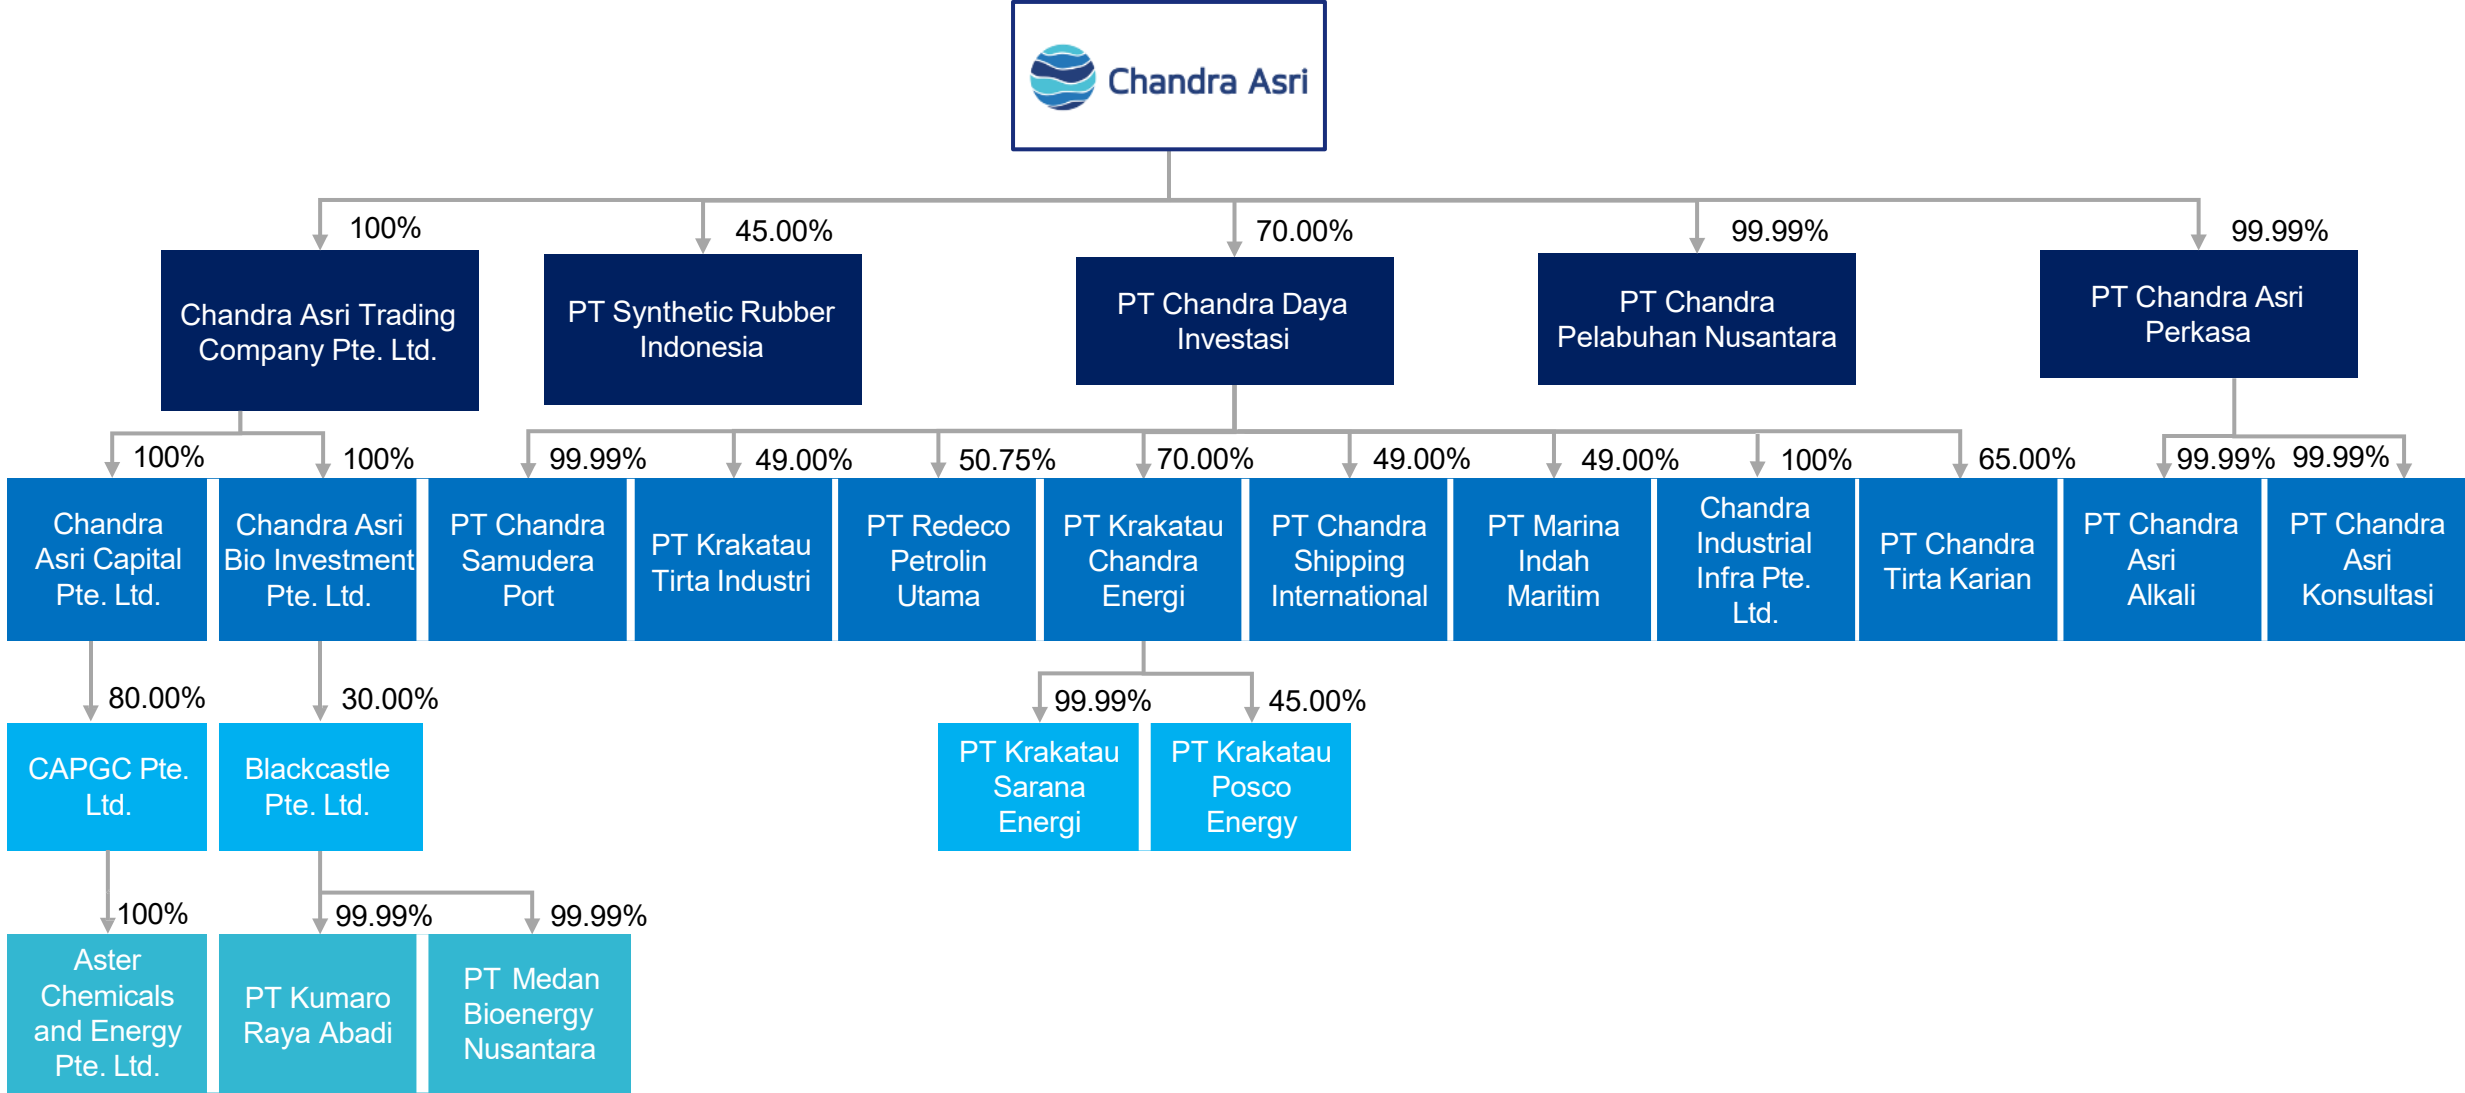 Chandra Asri
100%
45.00%
70.00%
99.99%
99.99%
Chandra Asri Trading
Company Pte. Ltd.
PT Synthetic Rubber
Indonesia
PT Chandra Daya
Investasi
PT Chandra
Pelabuhan Nusantara
PT Chandra Asri
Perkasa
100%
100%
99.99%
49.00%
50.75%
70.00%
49.00%
49.00%
100%
65.00%
99.99%
99.99%
Chandra
Asri Capital
Pte. Ltd.
Chandra Asri
Bio Investment
Pte. Ltd.
PT Chandra
Samudera
Port
PT Krakatau
Tirta Industri
PT Redeco
Petrolin
Utama
PT Krakatau
Chandra
Energi
PT Chandra
Shipping
International
PT Marina
Indah
Maritim
Chandra
Industrial
Infra Pte.
Ltd.
PT Chandra
Tirta Karian
PT Chandra
Asri
Alkali
PT Chandra
Asri
Konsultasi
80.00%
30.00%
99.99%
45.00%
CAPGC Pte.
Ltd.
Blackcastle
Pte. Ltd.
PT Krakatau
Sarana
Energi
PT Krakatau
Posco
Energy
100%
99.99%
99.99%
Aster
Chemicals
and Energy
Pte. Ltd.
PT Kumaro
Raya Abadi
PT Medan
Bioenergy
Nusantara